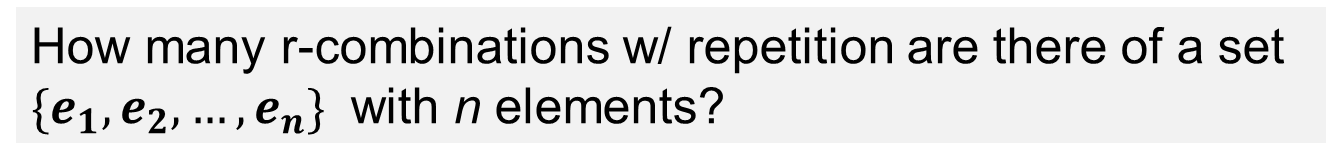 How many r-combinations w/ repetition are there of a set
{e₁, e₂, ... , eₙ} with n elements?